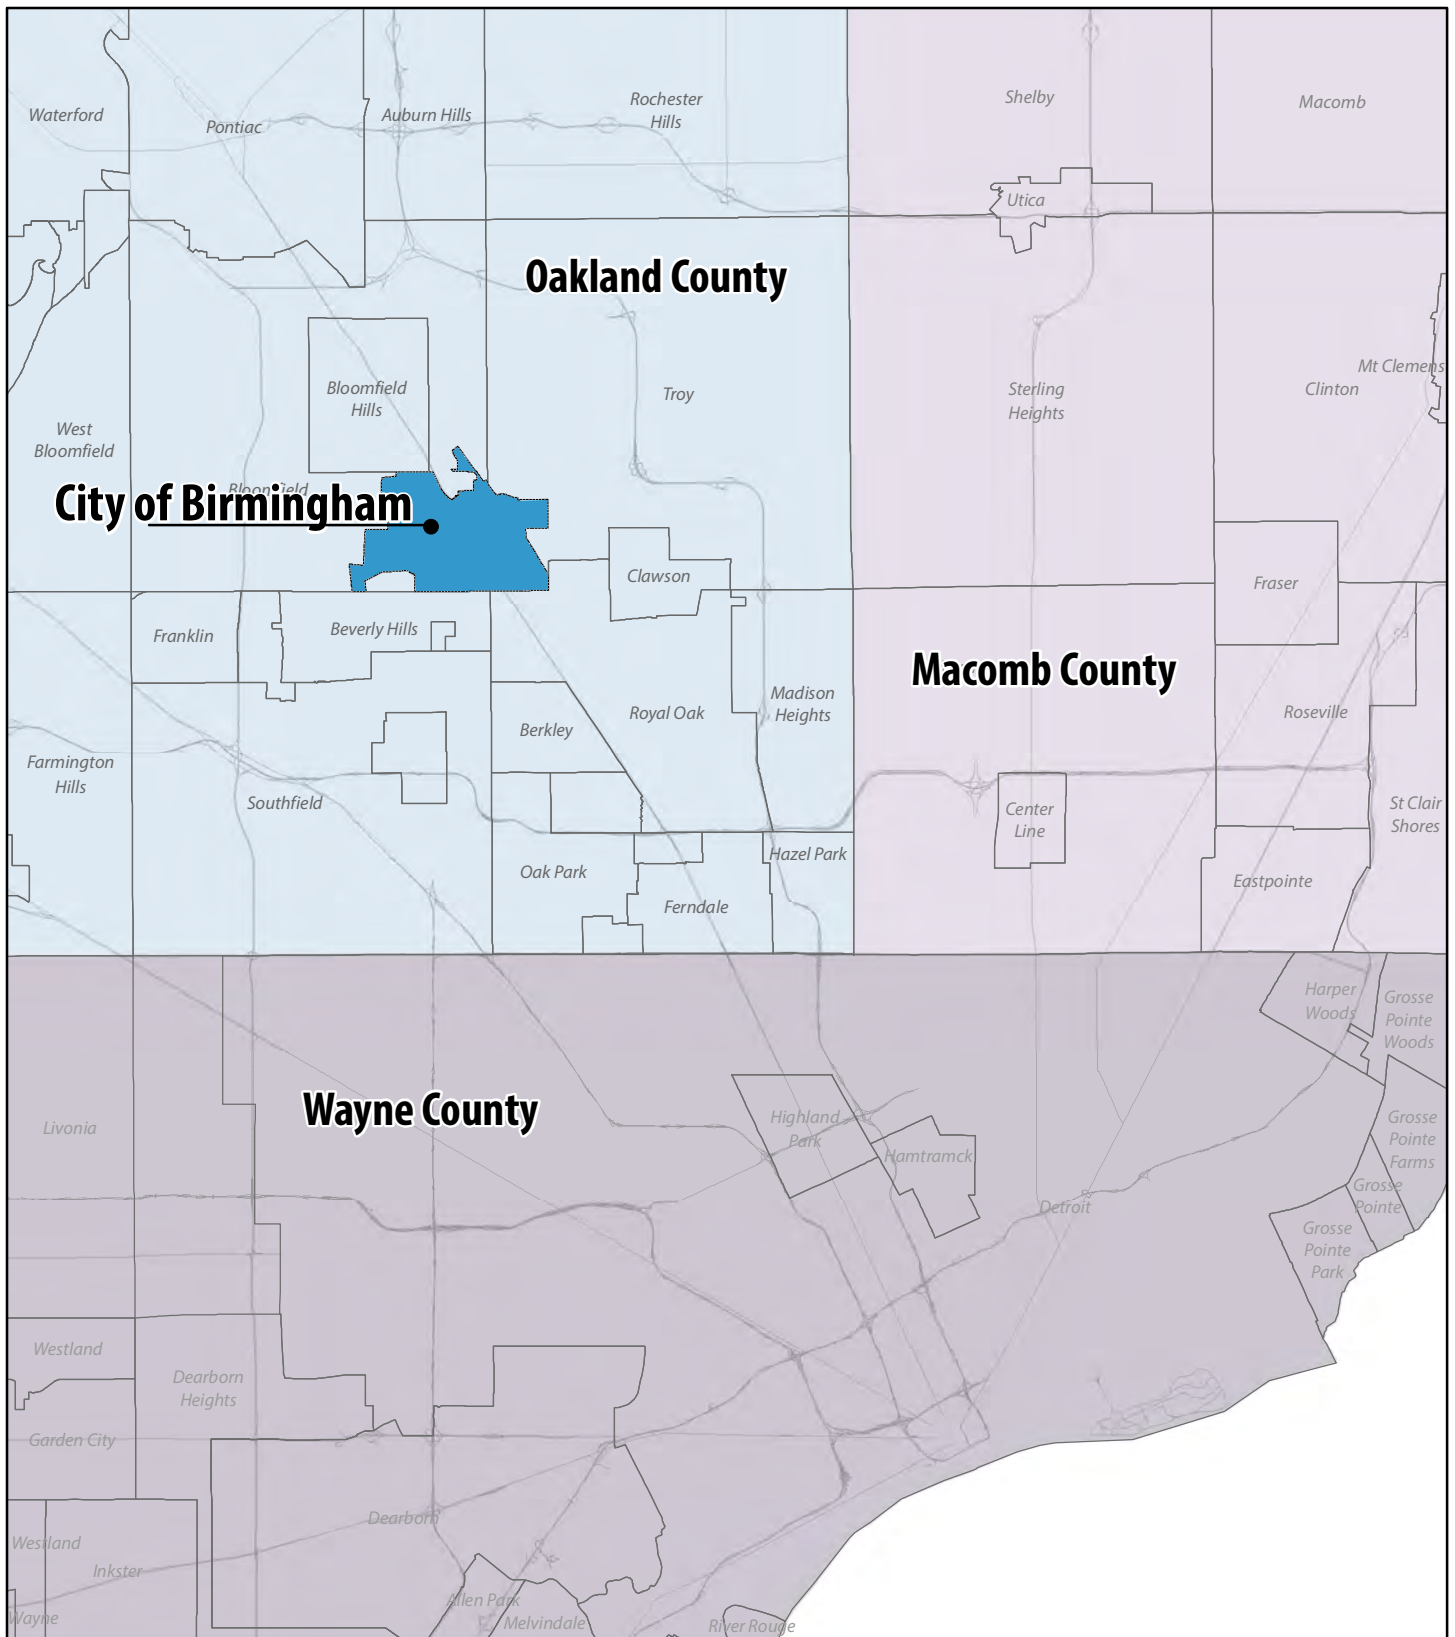 Waterford
Pontiac
Auburn Hills
Rochester
Hills
Shelby
Macomb
Utica
Oakland County
Bloomfield
Hills
Troy
Sterling
Heights
Mt Clemens
Clinton
West
Bloomfield
Bloomfield
City of Birmingham
Clawson
Fraser
Franklin
Beverly Hills
Macomb County
Berkley
Royal Oak
Madison
Heights
Roseville
Farmington
Hills
Southfield
Center
Line
St Clair
Shores
Oak Park
Hazel Park
Eastpointe
Ferndale
Harper
Woods
Grosse
Pointe
Woods
Wayne County
Livonia
Highland
Park
Hamtramck
Grosse
Pointe
Farms
Grosse
Pointe
Detroit
Grosse
Pointe
Park
Westland
Dearborn
Heights
Garden City
Dearborn
Westland
Inkster
Wayne
Allen Park
Melvindale
River Rouge